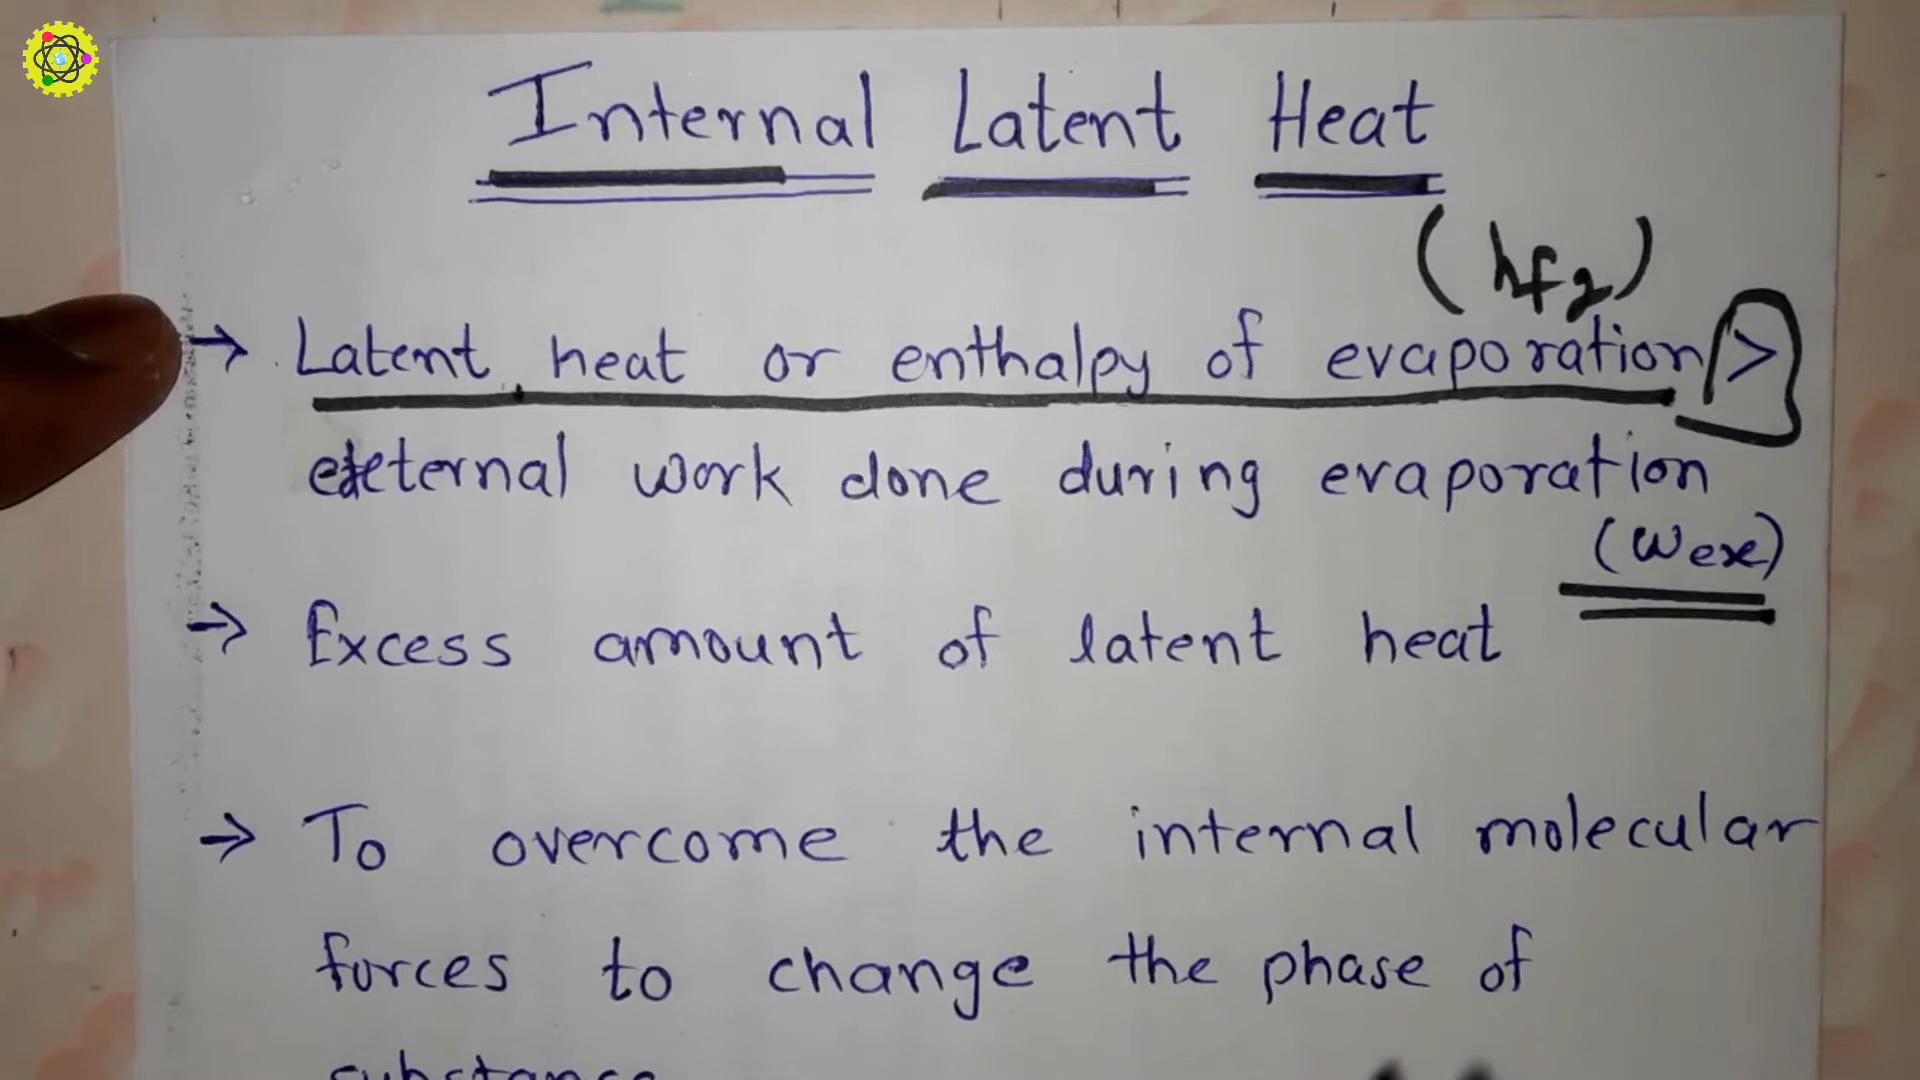 Internal Latent Heat
(hfg)
→ Latent heat or enthalpy of evaporation >
external work done during evaporation
(Wex)
→ Excess amount of latent heat
→ To overcome the internal molecular
forces to change the phase of
substance